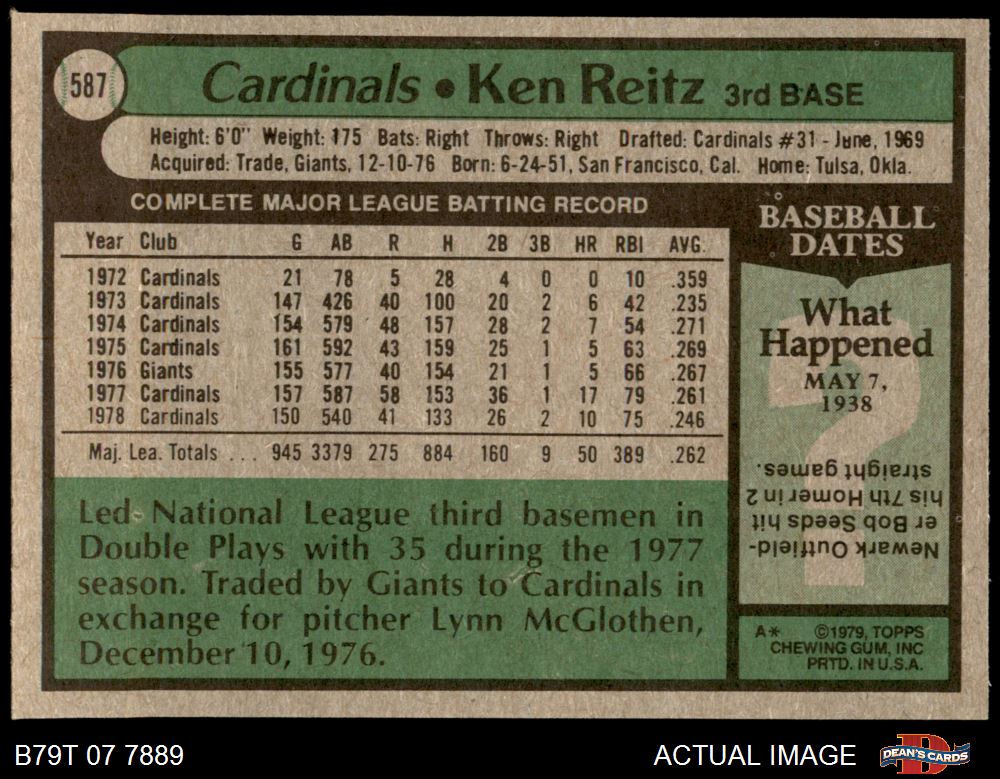 587
Cardinals • Ken Reitz 3rd BASE
Height: 6'0" Weight: 175 Bats: Right Throws: Right Drafted: Cardinals #31 - June, 1969
Acquired: Trade, Giants, 12-10-76 Born: 6-24-51, San Francisco, Cal. Home: Tulsa, Okla.
COMPLETE MAJOR LEAGUE BATTING RECORD
Year Club G AB R H 2B 3B HR RBI AVG.
1972 Cardinals 21 78 5 28 4 0 0 10 .359
1973 Cardinals 147 426 40 100 20 2 6 42 .235
1974 Cardinals 154 579 48 157 28 2 7 54 .271
1975 Cardinals 161 592 43 159 25 1 5 63 .269
1976 Giants 155 577 40 154 21 1 5 66 .267
1977 Cardinals 157 587 58 153 36 1 17 79 .261
1978 Cardinals 150 540 41 133 26 2 10 75 .246
Maj. Lea. Totals ... 945 3379 275 884 160 9 50 389 .262
Led National League third basemen in
Double Plays with 35 during the 1977
season. Traded by Giants to Cardinals in
exchange for pitcher Lynn McGlothen,
December 10, 1976.
BASEBALL
DATES
What
Happened
MAY 7,
1938
?
Newark Outfield-
er Bob Seeds hit
his 7th Homer in 2
straight games.
A* ©1979, TOPPS
CHEWING GUM, INC
PRTD. IN U.S.A.
B79T 07 7889
ACTUAL IMAGE
DEAN'S CARDS